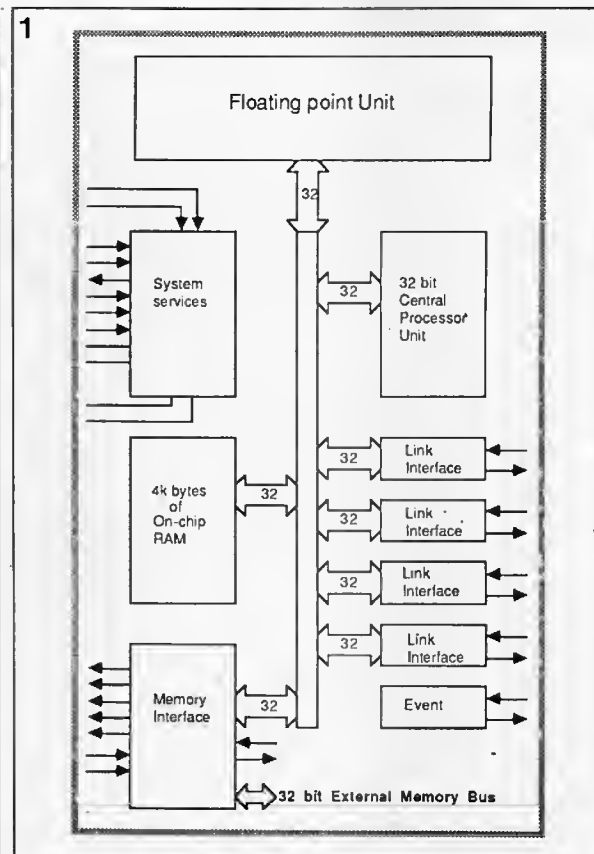 1
Floating point Unit
32
System
services
32
32 bit
Central
Processor
Unit
4k bytes
of
On-chip
RAM
32
32
Link
Interface
32
Link
Interface
32
Link
Interface
32
Link
Interface
Memory
Interface
32
Event
32 bit External Memory Bus